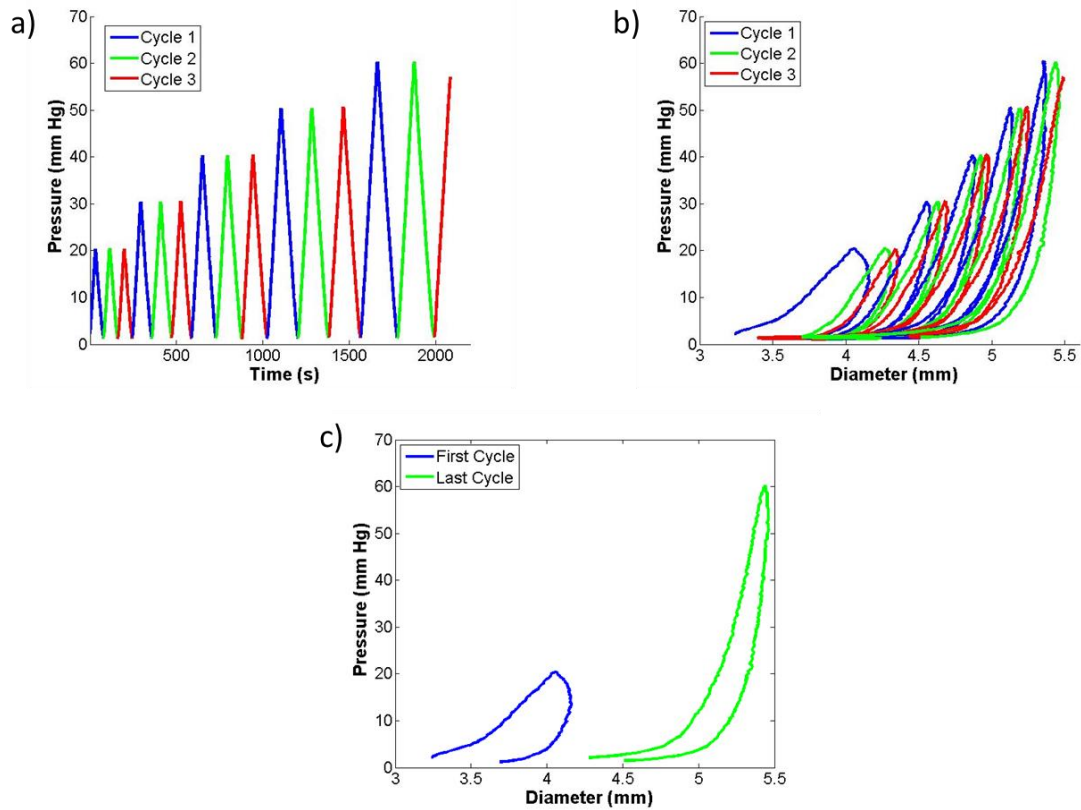 a)
70
60
50
40
30
20
10
0
Pressure (mm Hg)
Cycle 1
Cycle 2
Cycle 3
500
1000
1500
2000
Time (s)
b)
70
60
50
40
30
20
10
0
Pressure (mm Hg)
Cycle 1
Cycle 2
Cycle 3
3
3.5
4
4.5
5
5.5
Diameter (mm)
c)
70
60
50
40
30
20
10
0
Pressure (mm Hg)
First Cycle
Last Cycle
3
3.5
4
4.5
5
5.5
Diameter (mm)